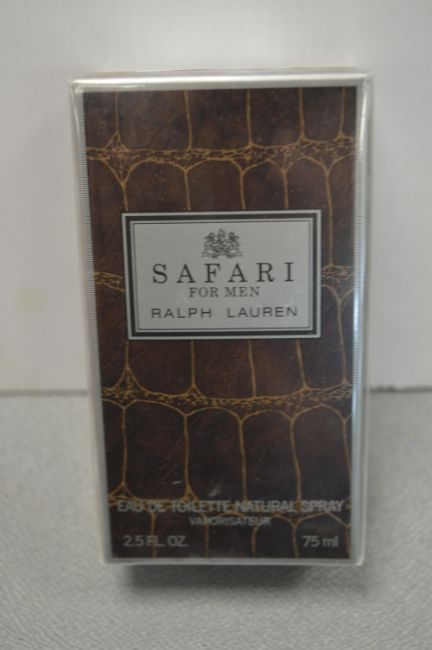 SAFARI
FOR MEN
RALPH LAUREN
EAU DE TOILETTE NATURAL SPRAY
VAPORISATEUR
2.5 FL. OZ. 75 ml